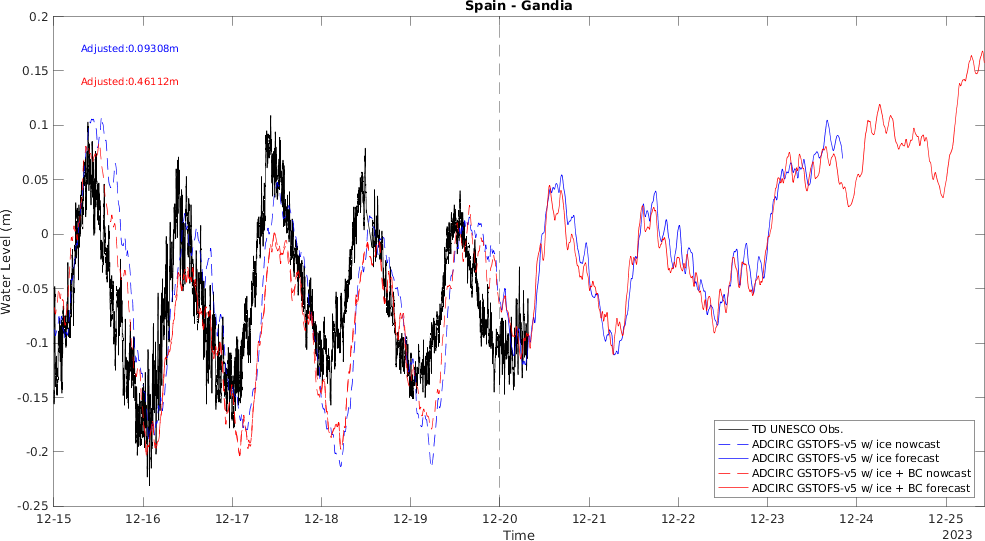 Spain - Gandia
0.2
0.15
0.1
0.05
0
-0.05
-0.1
-0.15
-0.2
-0.25
Water Level (m)
Adjusted:0.09308m
Adjusted:0.46112m
TD UNESCO Obs.
ADCIRC GSTOFS-v5 w/ ice nowcast
ADCIRC GSTOFS-v5 w/ ice forecast
ADCIRC GSTOFS-v5 w/ ice + BC nowcast
ADCIRC GSTOFS-v5 w/ ice + BC forecast
12-15 12-16 12-17 12-18 12-19 12-20 12-21 12-22 12-23 12-24 12-25
Time
2023